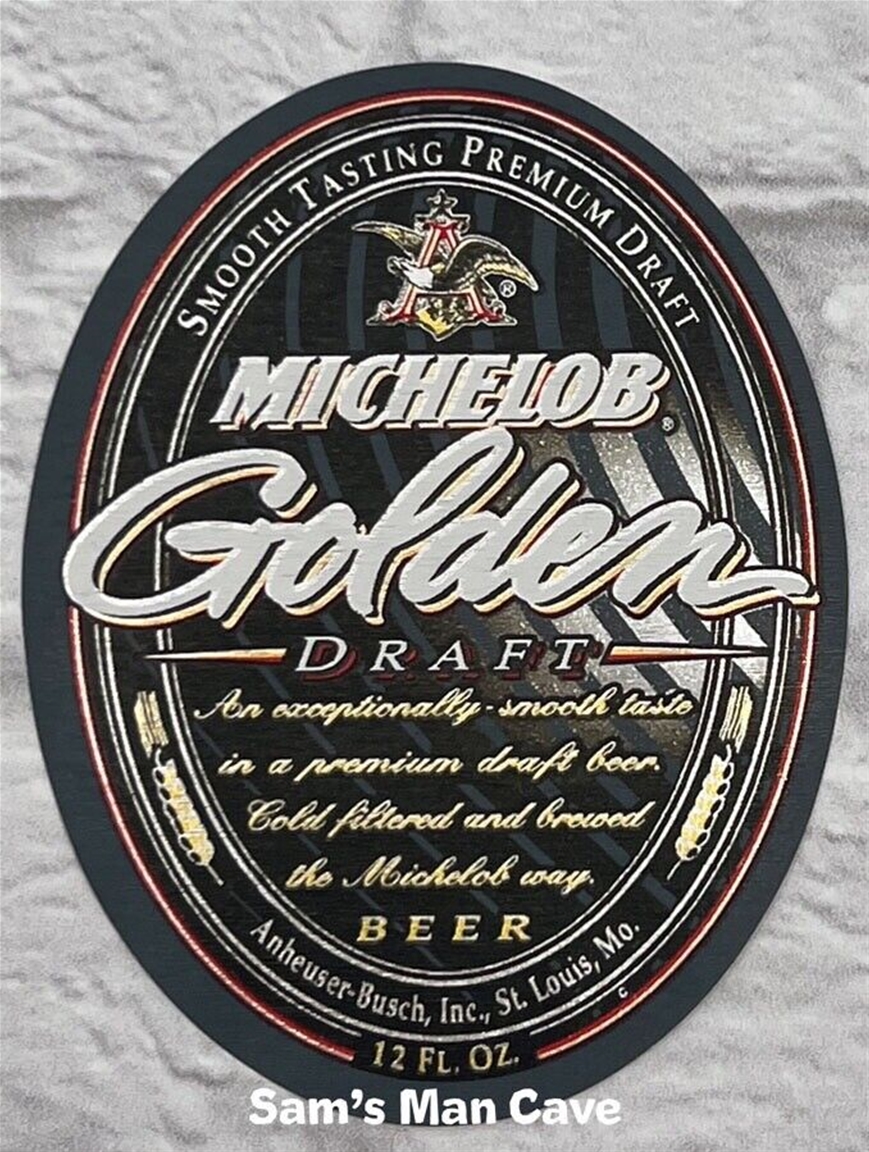 SMOOTH TASTING PREMIUM DRAFT
A
®
MICHELOB®
Golden
DRAFT
An exceptionally-smooth taste
in a premium draft beer.
Cold filtered and brewed
the Michelob way.
BEER
Anheuser-Busch, Inc., St. Louis, Mo.
C
12 FL. OZ.
Sam's Man Cave